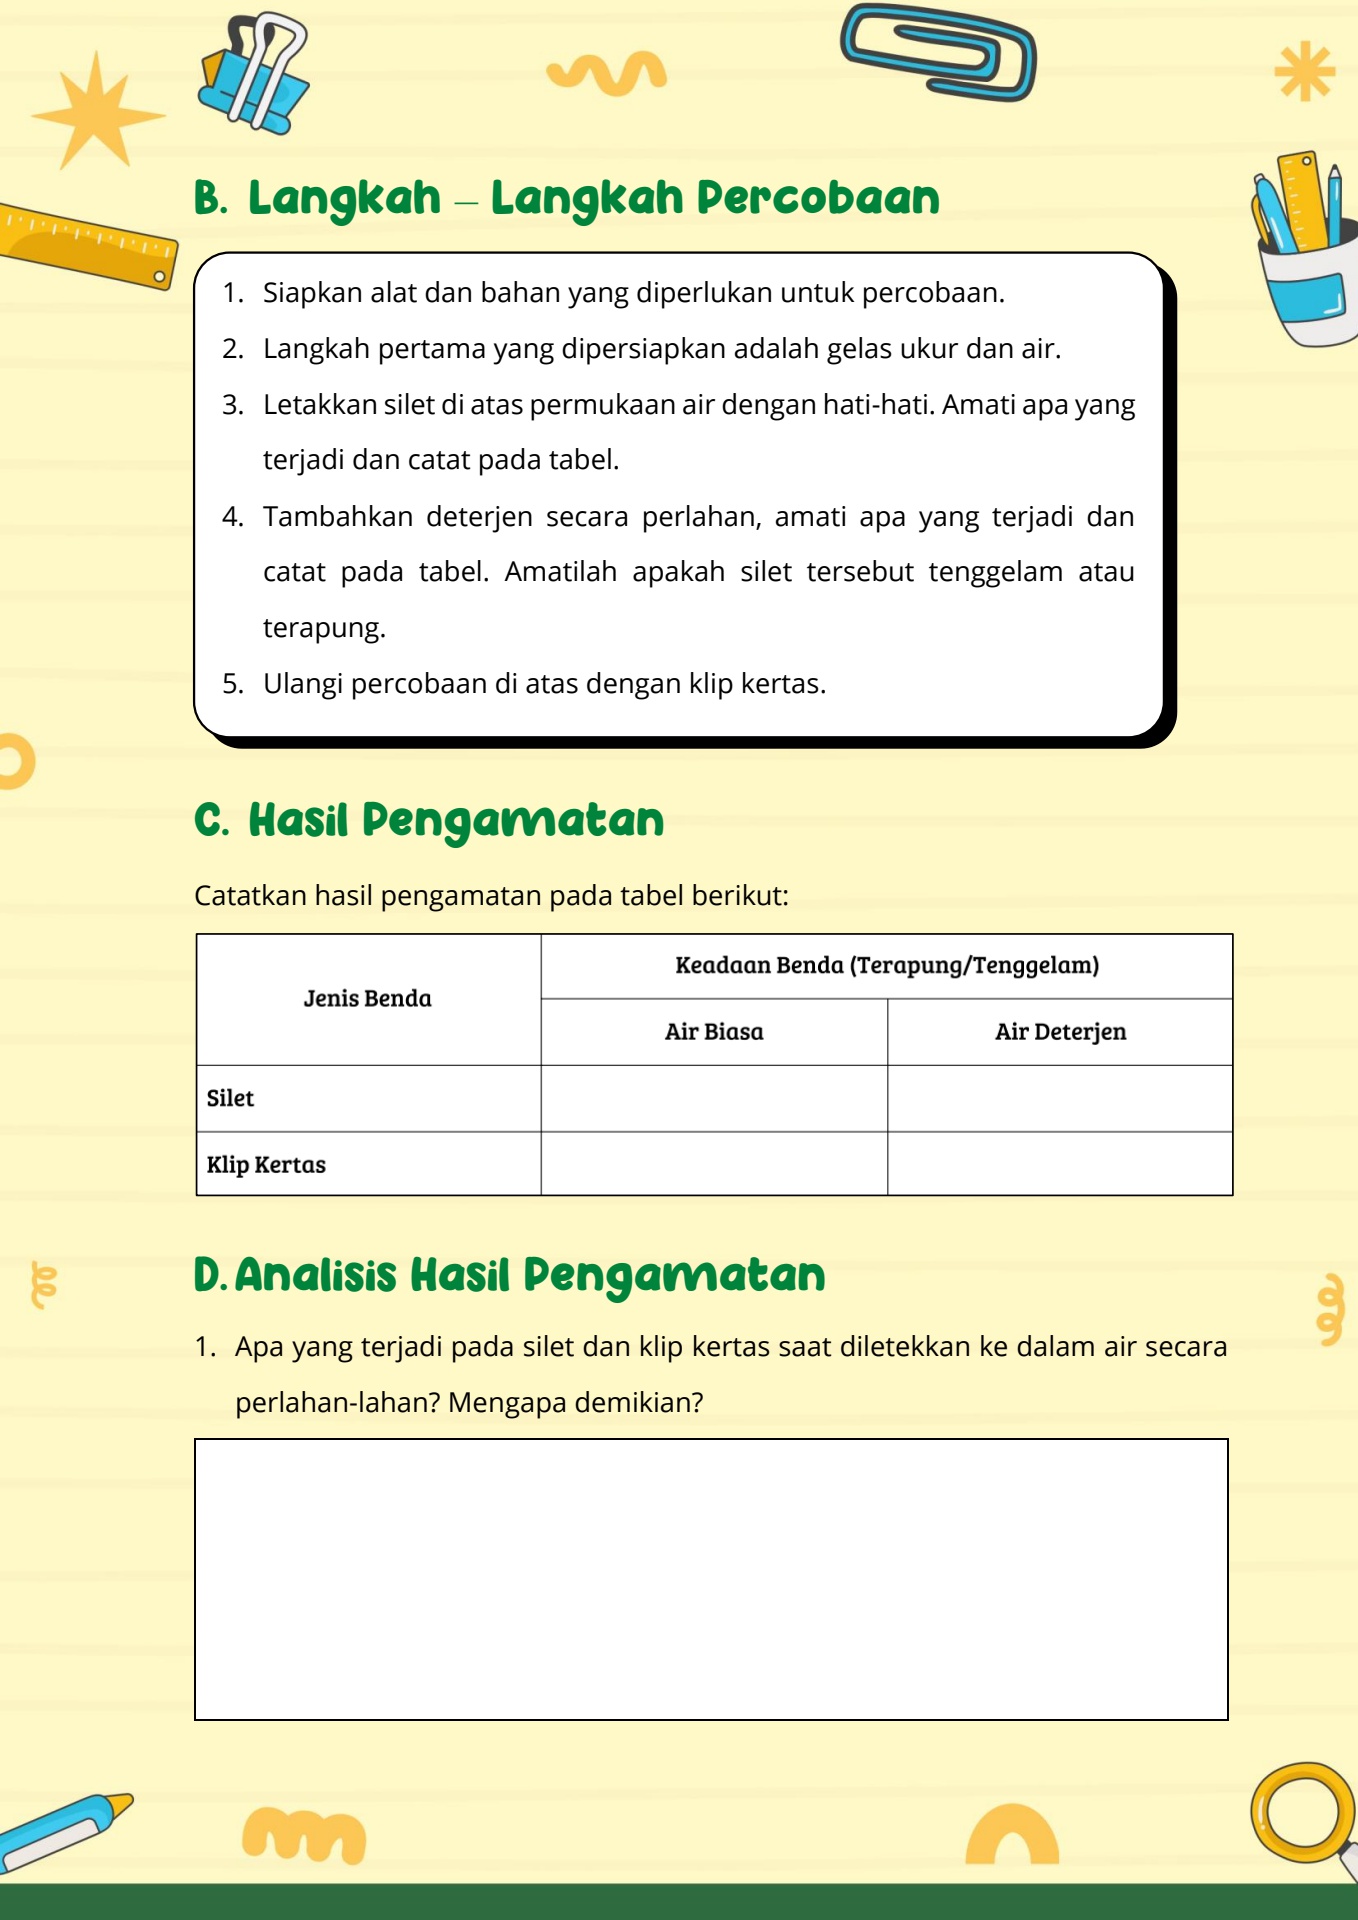 B. Langkah – Langkah Percobaan
1. Siapkan alat dan bahan yang diperlukan untuk percobaan.
2. Langkah pertama yang dipersiapkan adalah gelas ukur dan air.
3. Letakkan silet di atas permukaan air dengan hati-hati. Amati apa yang
terjadi dan catat pada tabel.
4. Tambahkan deterjen secara perlahan, amati apa yang terjadi dan
catat pada tabel. Amatilah apakah silet tersebut tenggelam atau
terapung.
5. Ulangi percobaan di atas dengan klip kertas.
C. Hasil Pengamatan
Catatkan hasil pengamatan pada tabel berikut:
Jenis Benda
Keadaan Benda (Terapung/Tenggelam)
Air Biasa
Air Deterjen
Silet
Klip Kertas
D. Analisis Hasil Pengamatan
1. Apa yang terjadi pada silet dan klip kertas saat diletekkan ke dalam air secara
perlahan-lahan? Mengapa demikian?